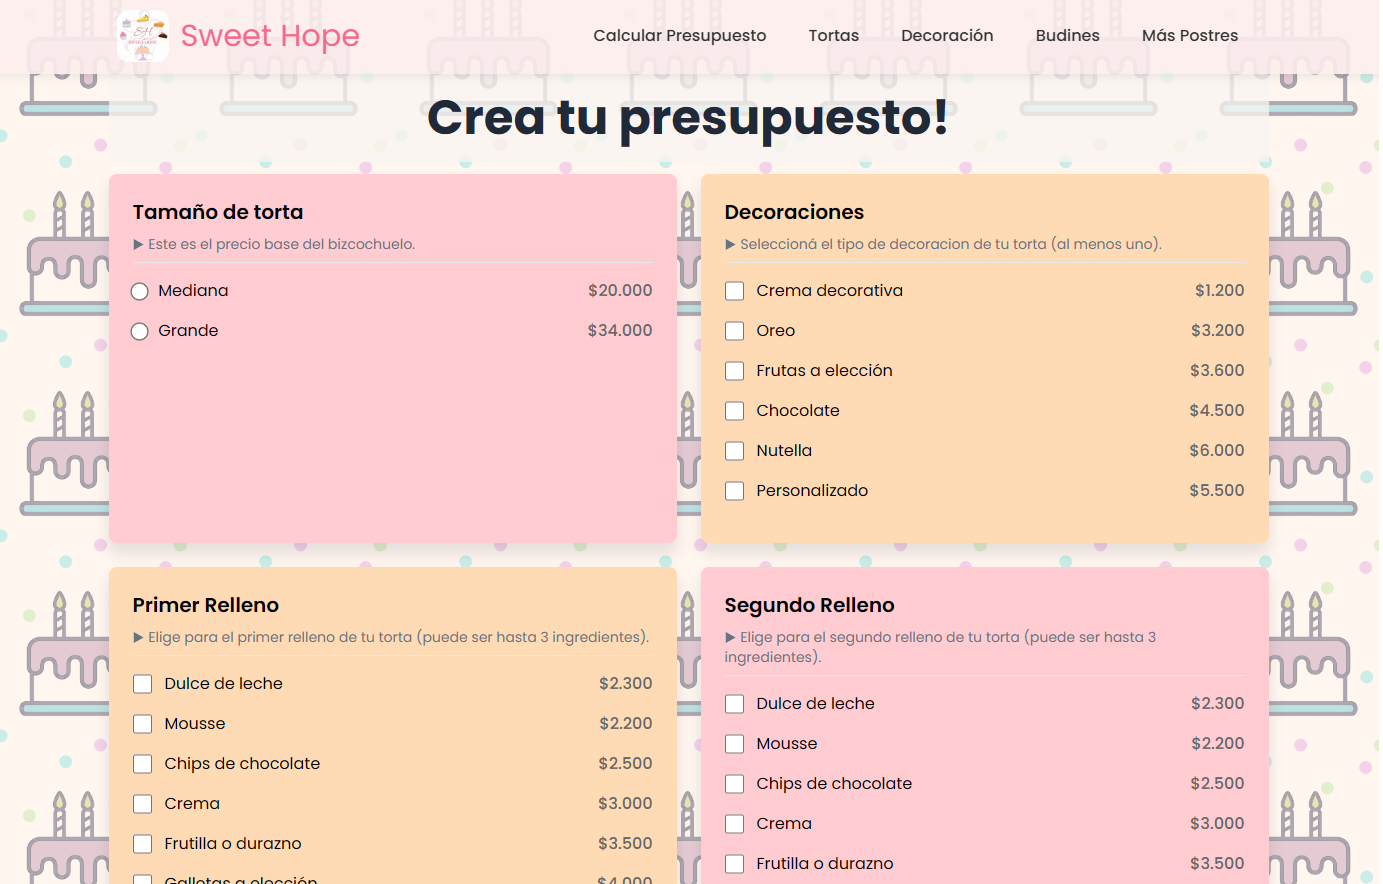 Sweet Hope
Calcular Presupuesto
Tortas
Decoración
Budines
Más Postres
Crea tu presupuesto!
Tamaño de torta
▶ Este es el precio base del bizcochuelo.
Mediana $20.000
Grande $34.000
Decoraciones
▶ Seleccioná el tipo de decoracion de tu torta (al menos uno).
Crema decorativa $1.200
Oreo $3.200
Frutas a elección $3.600
Chocolate $4.500
Nutella $6.000
Personalizado $5.500
Primer Relleno
▶ Elige para el primer relleno de tu torta (puede ser hasta 3 ingredientes).
Dulce de leche $2.300
Mousse $2.200
Chips de chocolate $2.500
Crema $3.000
Frutilla o durazno $3.500
Galletas a elección $4.000
Segundo Relleno
▶ Elige para el segundo relleno de tu torta (puede ser hasta 3
ingredientes).
Dulce de leche $2.300
Mousse $2.200
Chips de chocolate $2.500
Crema $3.000
Frutilla o durazno $3.500